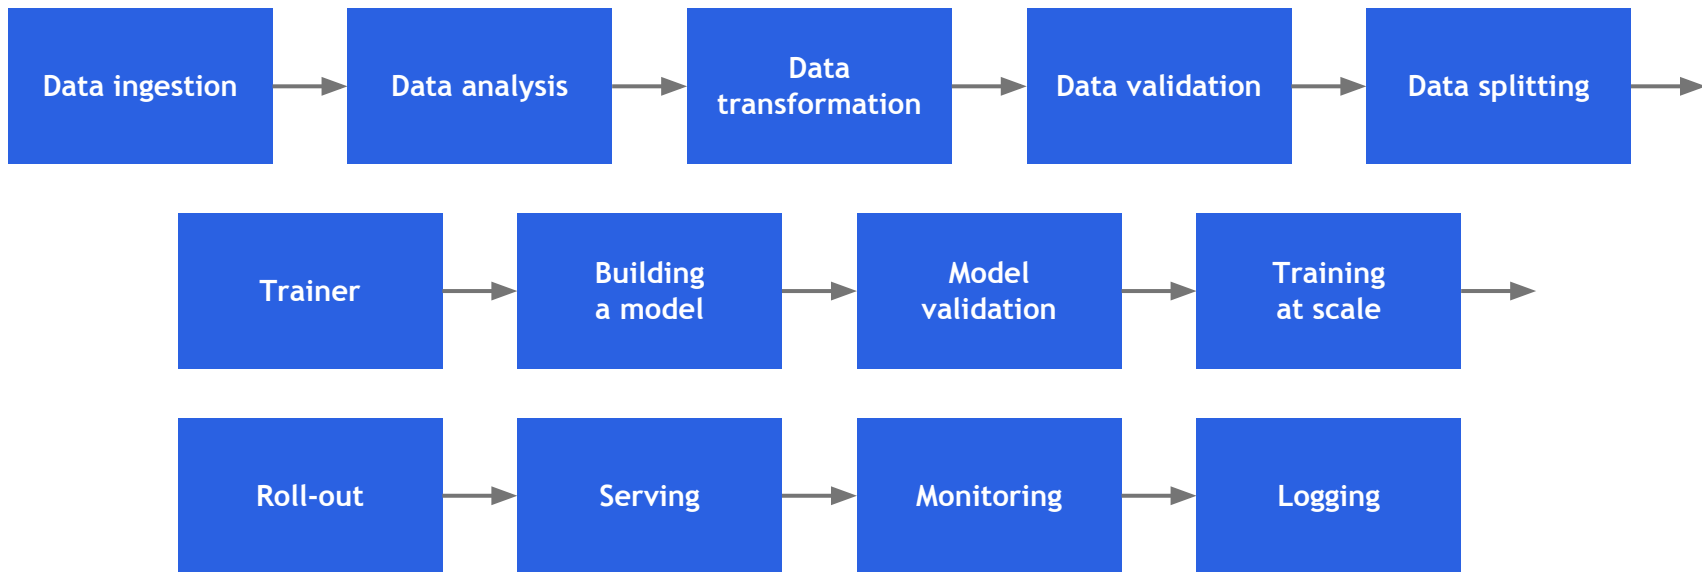 Data ingestion
Data analysis
Data
transformation
Data validation
Data splitting
Trainer
Building
a model
Model
validation
Training
at scale
Roll-out
Serving
Monitoring
Logging